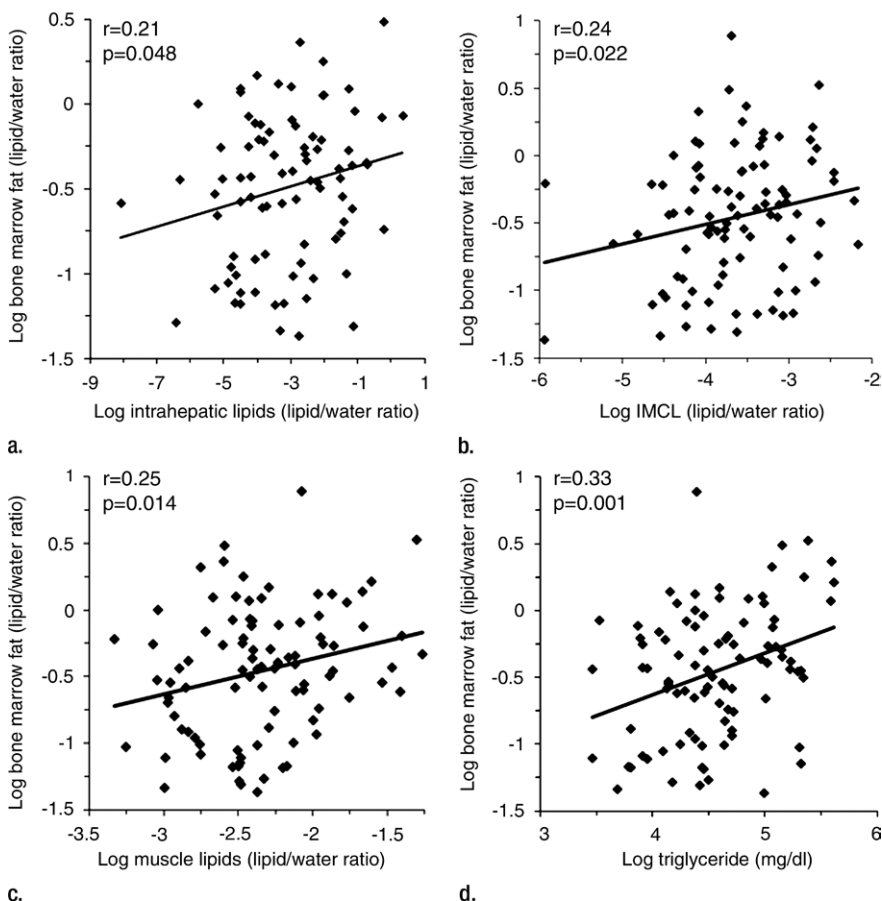 r=0.21
p=0.048
0.5
0
-0.5
-1
-1.5
-9
-7
-5
-3
-1
1
Log bone marrow fat (lipid/water ratio)
Log intrahepatic lipids (lipid/water ratio)
a.
r=0.24
p=0.022
1
0.5
0
-0.5
-1
-1.5
-6
-5
-4
-3
-2
Log bone marrow fat (lipid/water ratio)
Log IMCL (lipid/water ratio)
b.
r=0.25
p=0.014
1
0.5
0
-0.5
-1
-1.5
-3.5
-3
-2.5
-2
-1.5
Log bone marrow fat (lipid/water ratio)
Log muscle lipids (lipid/water ratio)
c.
r=0.33
p=0.001
1
0.5
0
-0.5
-1
-1.5
3
4
5
6
Log bone marrow fat (lipid/water ratio)
Log triglyceride (mg/dl)
d.